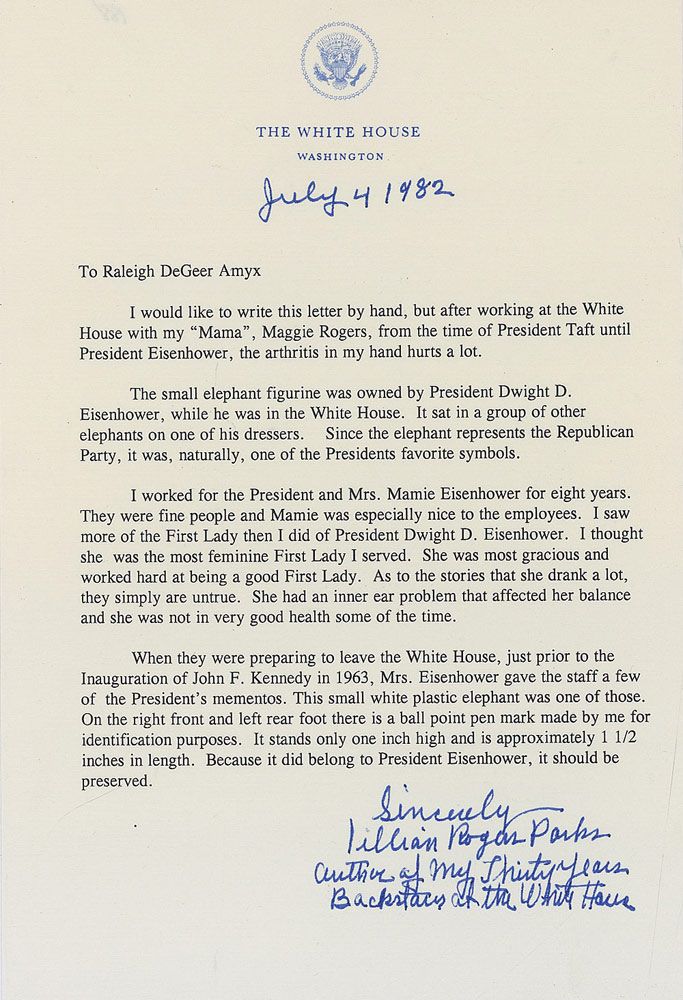 THE WHITE HOUSE
WASHINGTON
July 4 1982
To Raleigh DeGeer Amyx
I would like to write this letter by hand, but after working at the White
House with my “Mama”, Maggie Rogers, from the time of President Taft until
President Eisenhower, the arthritis in my hand hurts a lot.
The small elephant figurine was owned by President Dwight D.
Eisenhower, while he was in the White House. It sat in a group of other
elephants on one of his dressers. Since the elephant represents the Republican
Party, it was, naturally, one of the Presidents favorite symbols.
I worked for the President and Mrs. Mamie Eisenhower for eight years.
They were fine people and Mamie was especially nice to the employees. I saw
more of the First Lady then I did of President Dwight D. Eisenhower. I thought
she was the most feminine First Lady I served. She was most gracious and
worked hard at being a good First Lady. As to the stories that she drank a lot,
they simply are untrue. She had an inner ear problem that affected her balance
and she was not in very good health some of the time.
When they were preparing to leave the White House, just prior to the
Inauguration of John F. Kennedy in 1963, Mrs. Eisenhower gave the staff a few
of the President’s mementos. This small white plastic elephant was one of those.
On the right front and left rear foot there is a ball point pen mark made by me for
identification purposes. It stands only one inch high and is approximately 1 1/2
inches in length. Because it did belong to President Eisenhower, it should be
preserved.
Sincerely
Lillian Rogers Parks
author of My Thirty Years
Backstairs at the White House